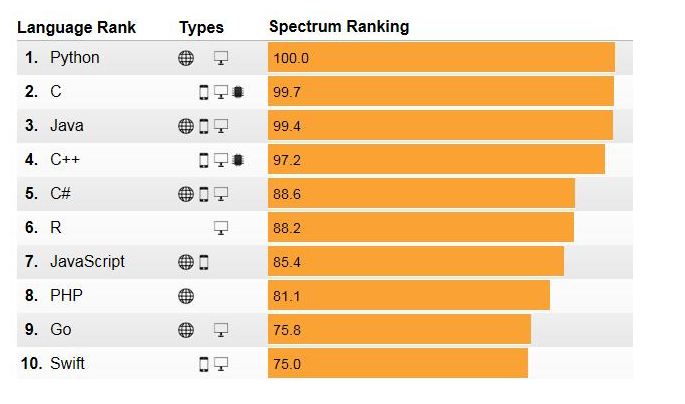 Language Rank Types Spectrum Ranking
1. Python 100.0
2. C 99.7
3. Java 99.4
4. C++ 97.2
5. C# 88.6
6. R 88.2
7. JavaScript 85.4
8. PHP 81.1
9. Go 75.8
10. Swift 75.0